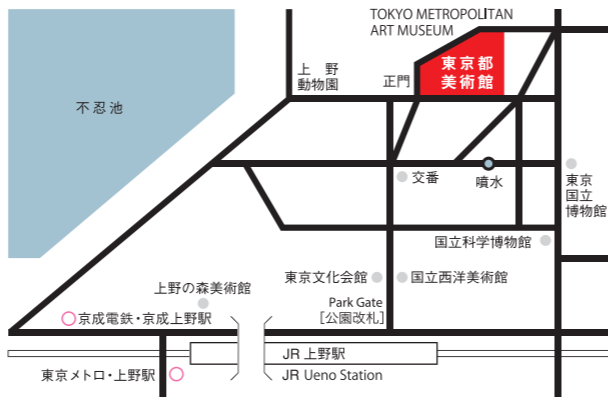 TOKYO METROPOLITAN
ART MUSEUM
東京都
美術館
上 野
動物園
正門
不忍池
交番
噴水
東京
国立
博物館
国立科学博物館
東京文化会館
国立西洋美術館
上野の森美術館
Park Gate
[公園改札]
京成電鉄・京成上野駅
JR 上野駅
東京メトロ・上野駅
JR Ueno Station